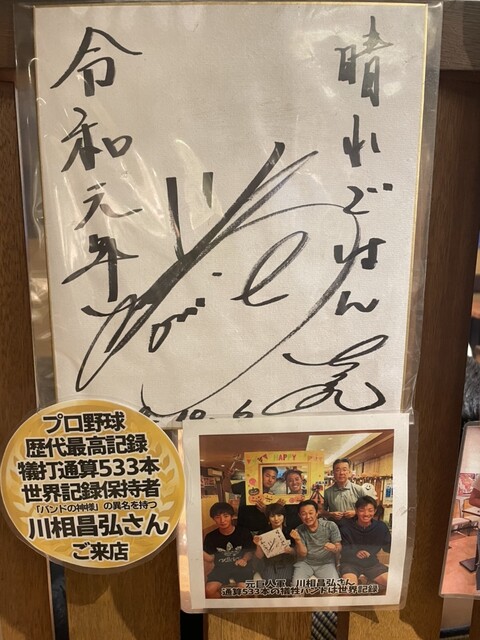 晴れごはん
令和元年
プロ野球
歴代最高記録
犠打通算533本
世界記録保持者
「バンドの神様」の異名を持つ
川相昌弘さん
ご来店
HAPPY
元巨人軍 川相昌弘さん
通算533本の犠牲バントは世界記録